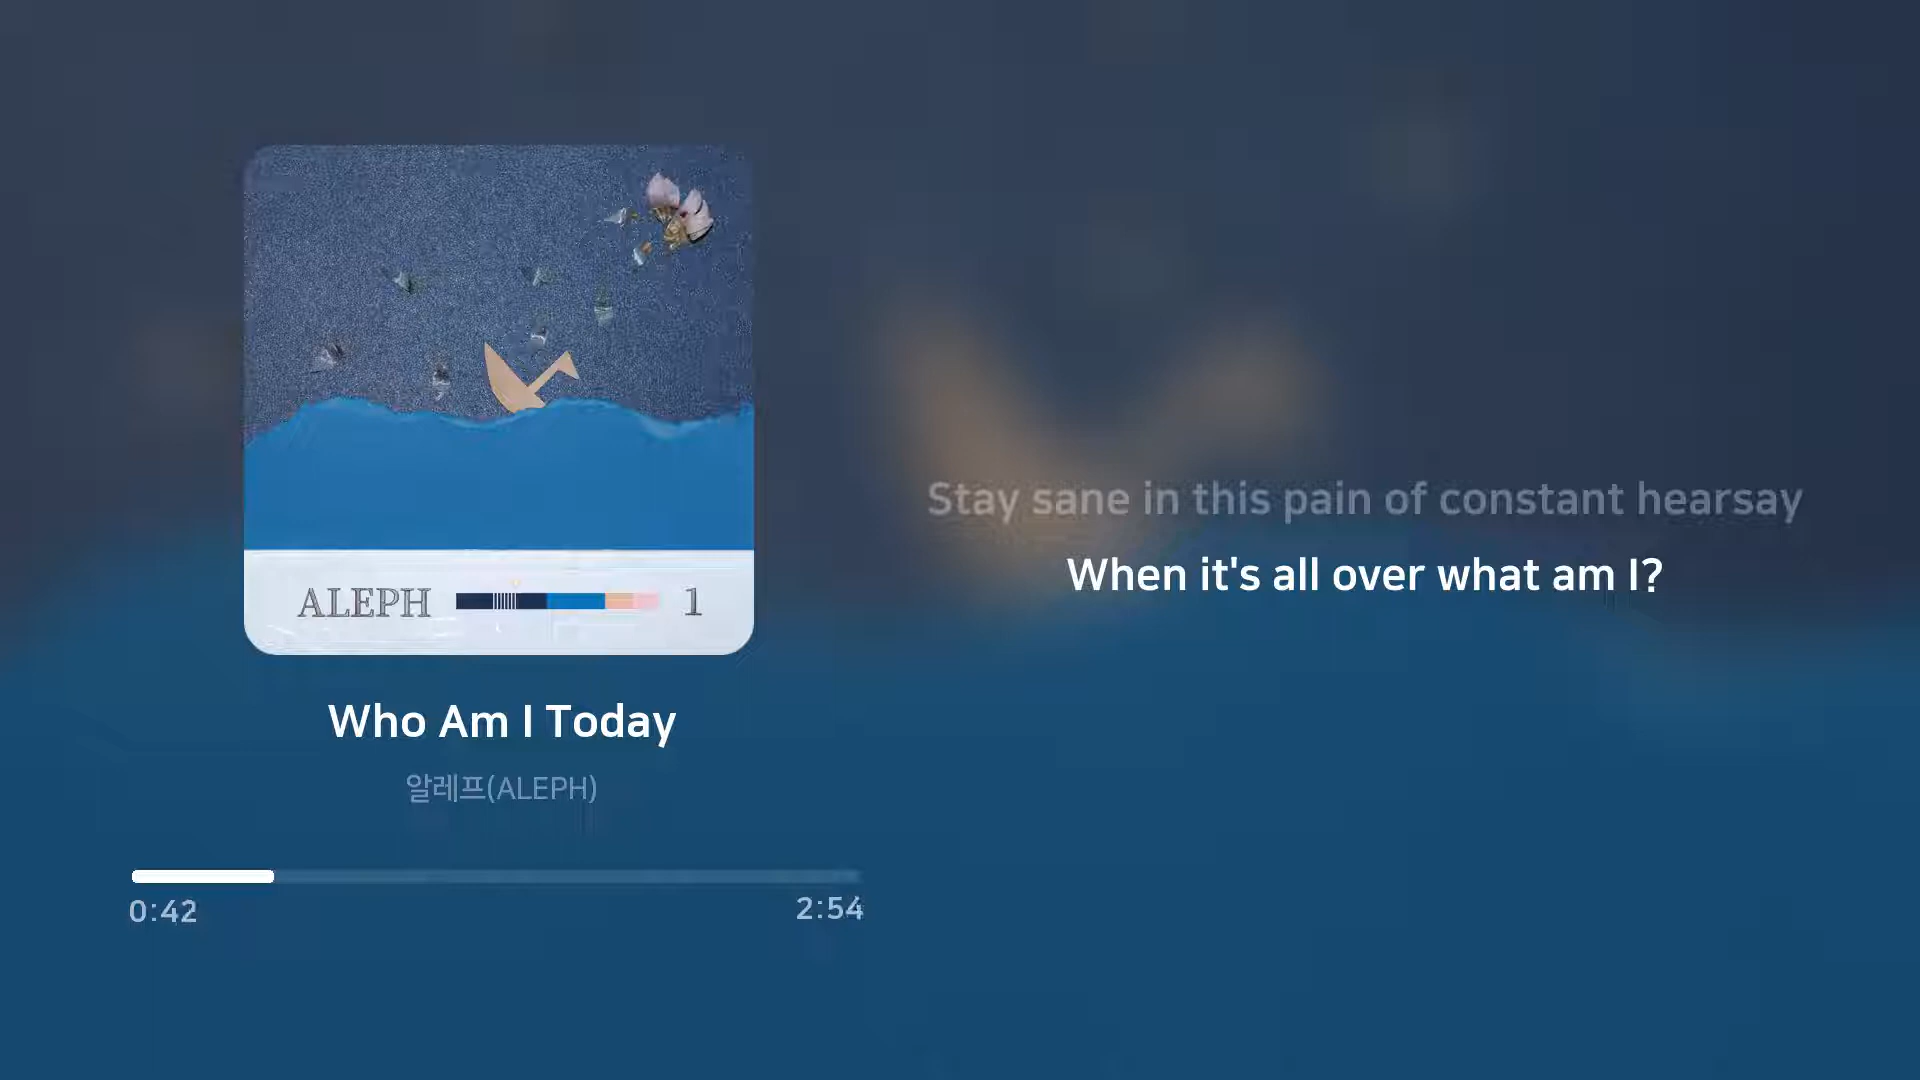 ALEPH 1
Who Am I Today
알레프(ALEPH)
0:42
2:54
Stay sane in this pain of constant hearsay
When it's all over what am I?